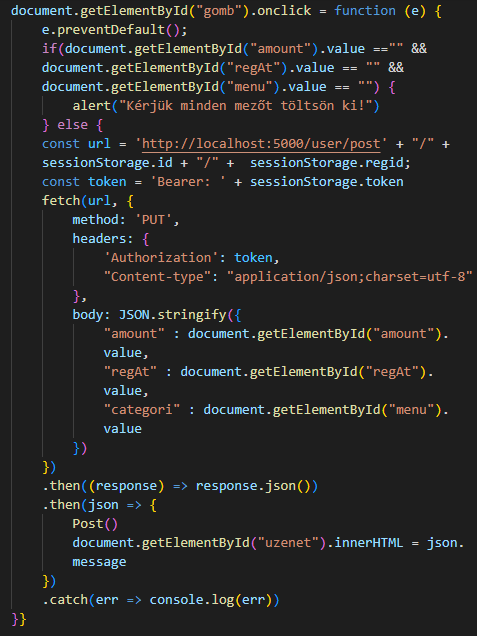 document.getElementById("gomb").onclick = function (e) {
    e.preventDefault();
    if(document.getElementById("amount").value =="" &&
    document.getElementById("regAt").value == "" &&
    document.getElementById("menu").value == "") {
        alert("Kérjük minden mezőt töltsön ki!")
    } else {
    const url = 'http://localhost:5000/user/post' + "/" +
    sessionStorage.id + "/" +  sessionStorage.regid;
    const token = 'Bearer: ' + sessionStorage.token
    fetch(url, {
        method: 'PUT',
        headers: {
            'Authorization': token,
            "Content-type": "application/json;charset=utf-8"
        },
        body: JSON.stringify({
            "amount" : document.getElementById("amount").
            value,
            "regAt" : document.getElementById("regAt").
            value,
            "categori" : document.getElementById("menu").
            value
        })
    })
    .then((response) => response.json())
    .then(json => {
        Post()
        document.getElementById("uzenet").innerHTML = json.
        message
    })
    .catch(err => console.log(err))
}}